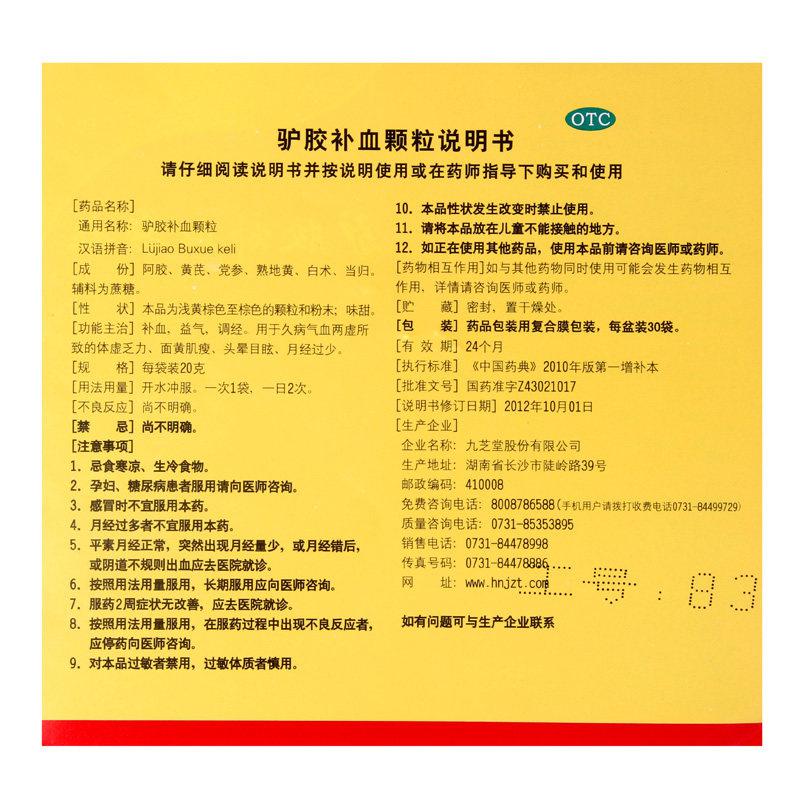 OTC
驴胶补血颗粒说明书
请仔细阅读说明书并按说明使用或在药师指导下购买和使用
[药品名称]
通用名称：驴胶补血颗粒
汉语拼音：Lüjiao Buxue keli
[成　份] 阿胶、黄芪、党参、熟地黄、白术、当归。
辅料为蔗糖。
[性　状] 本品为浅黄棕色至棕色的颗粒和粉末；味甜。
[功能主治] 补血，益气，调经。用于久病气血两虚所
致的体虚乏力、面黄肌瘦、头晕目眩、月经过少。
[规　格] 每袋装20克
[用法用量] 开水冲服。一次1袋，一日2次。
[不良反应] 尚不明确。
[禁　忌] 尚不明确。
[注意事项]
1．忌食寒凉、生冷食物。
2．孕妇、糖尿病患者服用请向医师咨询。
3．感冒时不宜服用本药。
4．月经过多者不宜服用本药。
5．平素月经正常，突然出现月经量少，或月经错后，
或阴道不规则出血应去医院就诊。
6．按照用法用量服用，长期服用应向医师咨询。
7．服药2周症状无改善，应去医院就诊。
8．按照用法用量服用，在服药过程中出现不良反应者，
应停药向医师咨询。
9．对本品过敏者禁用，过敏体质者慎用。
10．本品性状发生改变时禁止使用。
11．请将本品放在儿童不能接触的地方。
12．如正在使用其他药品，使用本品前请咨询医师或药师。
[药物相互作用] 如与其他药物同时使用可能会发生药物相互
作用，详情请咨询医师或药师。
[贮　藏] 密封，置干燥处。
[包　装] 药品包装用复合膜包装，每盆装30袋。
[有 效 期] 24个月
[执行标准] 《中国药典》2010年版第一增补本
[批准文号] 国药准字Z43021017
[说明书修订日期] 2012年10月01日
[生产企业]
企业名称：九芝堂股份有限公司
生产地址：湖南省长沙市陡岭路39号
邮政编码：410008
免费咨询电话：8008786588(手机用户请拨打收费电话0731-84499729)
质量咨询电话：0731-85353895
销售电话：0731-84478998
传真号码：0731-84478886
网　址：www.hnjzt.com
号：83
如有问题可与生产企业联系